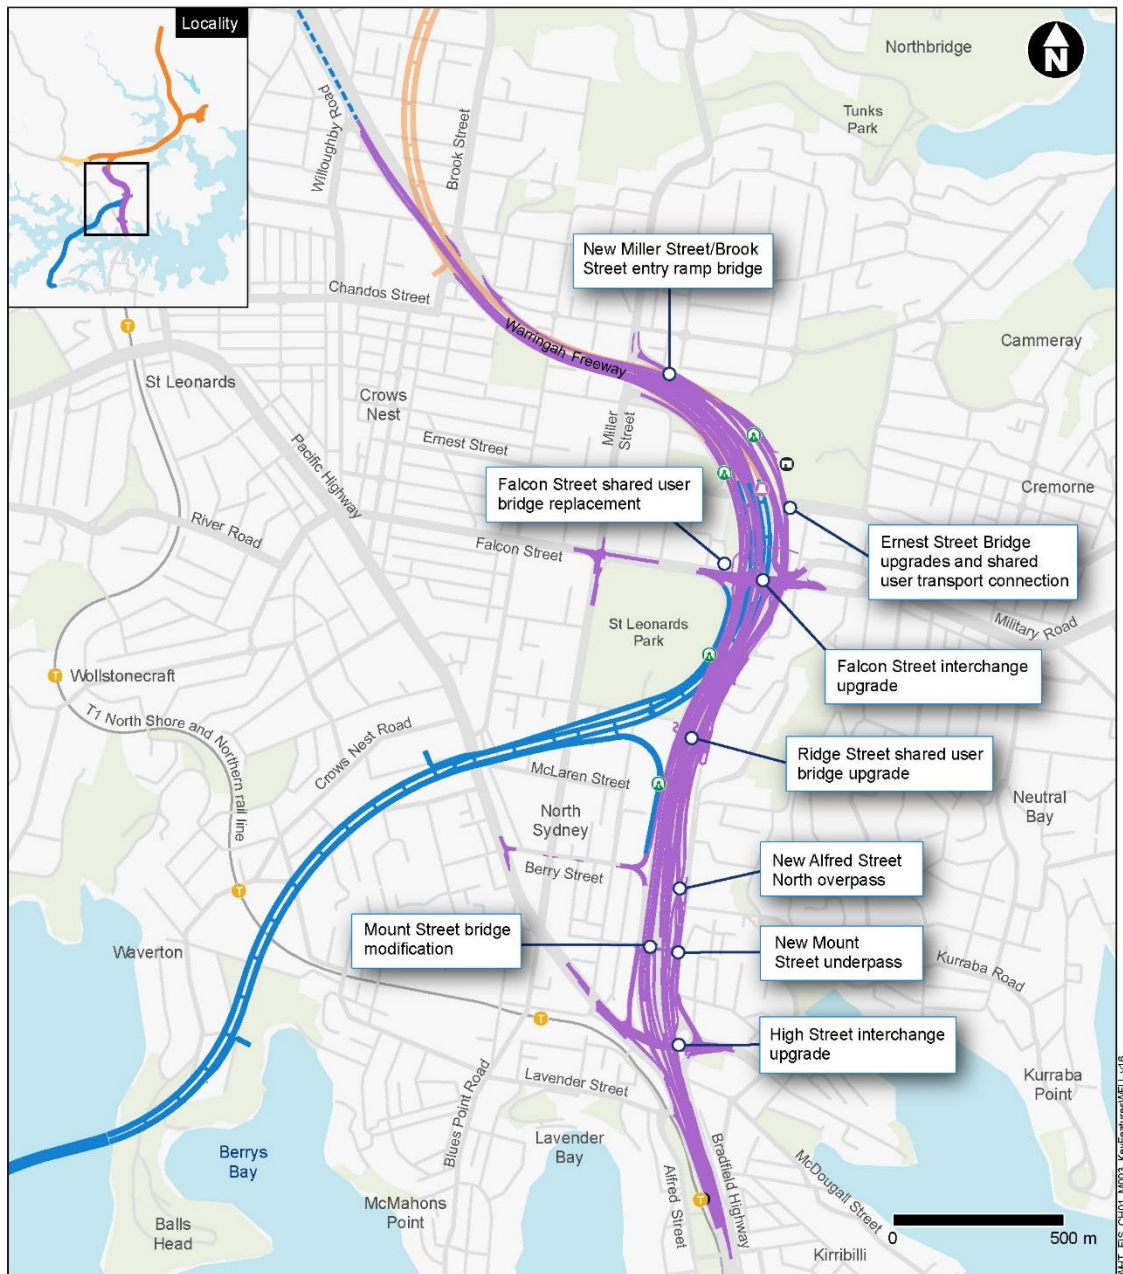 Locality
N
Northbridge
Tunks
Park
Willoughby Road
Brook Street
New Miller Street/Brook
Street entry ramp bridge
Chandos Street
Warringah Freeway
Cammeray
St Leonards
Crows
Nest
Miller
Street
Ernest Street
Pacific Highway
Falcon Street shared user
bridge replacement
Cremorne
River Road
Falcon Street
Ernest Street Bridge
upgrades and shared
user transport connection
St Leonards
Park
Military Road
Wollstonecraft
Falcon Street interchange
upgrade
T1 North Shore and Northern rail line
Crows Nest Road
Ridge Street shared user
bridge upgrade
McLaren Street
North
Sydney
Neutral
Bay
Berry Street
New Alfred Street
North overpass
Mount Street bridge
modification
New Mount
Street underpass
Waverton
Kurraba Road
High Street interchange
upgrade
Lavender Street
Blues Point Road
Kurraba
Point
Berrys
Bay
Lavender
Bay
Alfred Street
Bradfield Highway
McDougall Street
McMahons
Point
Balls
Head
Kirribilli
0
500 m
T
T
T
T
T